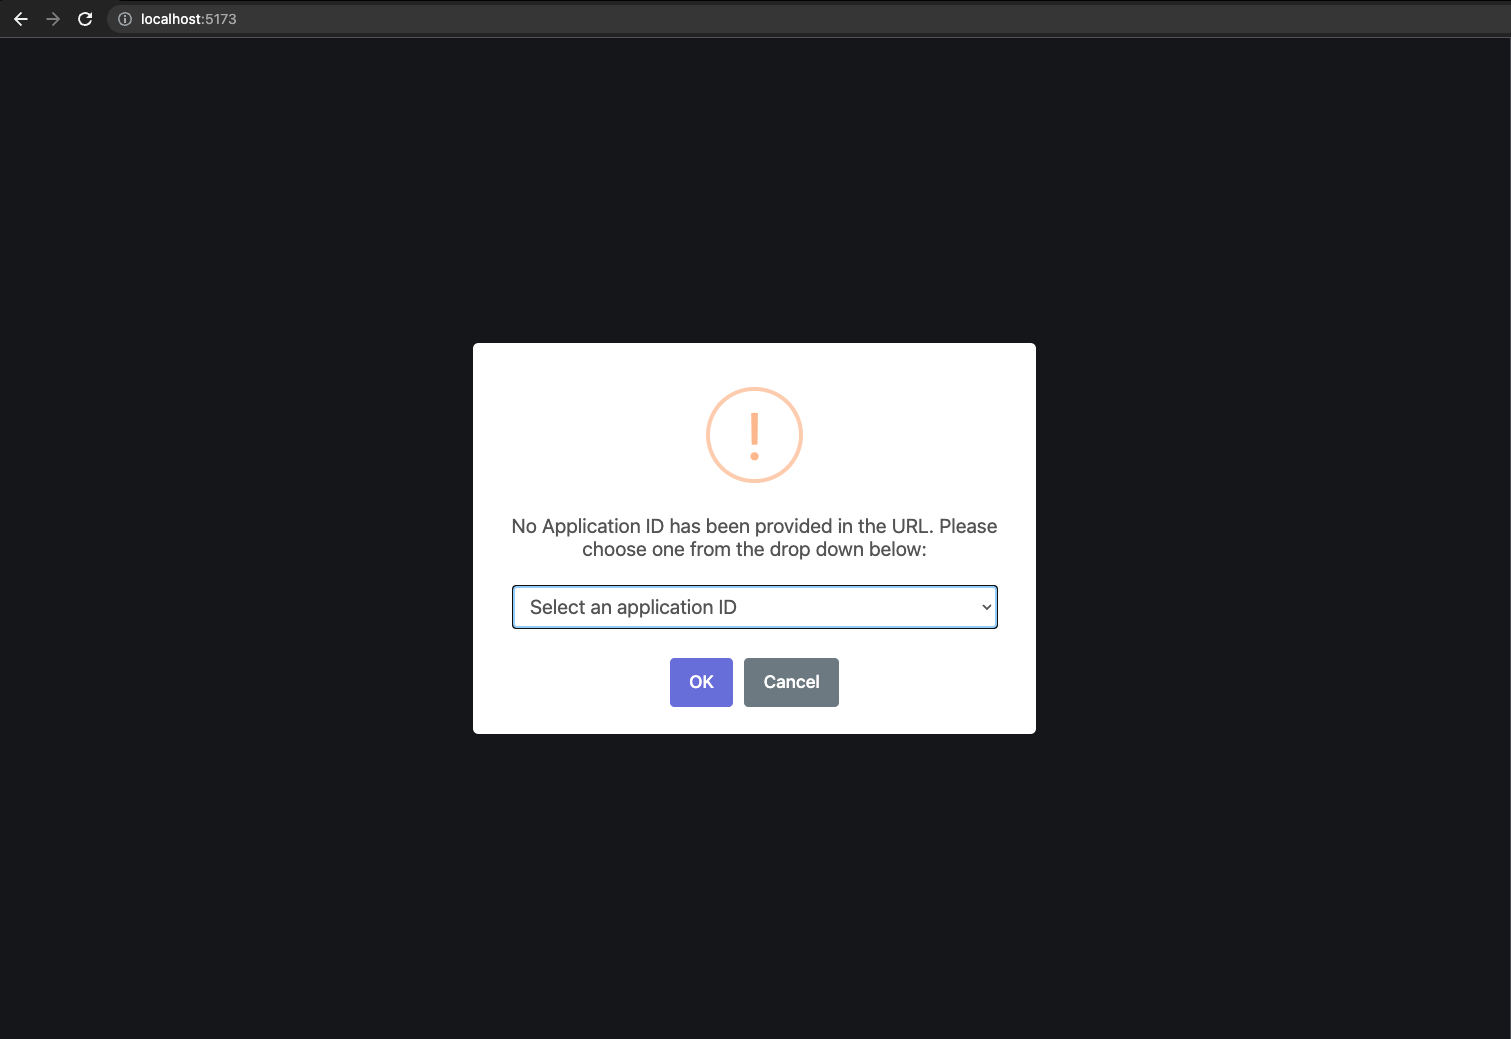 localhost:5173
No Application ID has been provided in the URL. Please
choose one from the drop down below:
Select an application ID
OK
Cancel